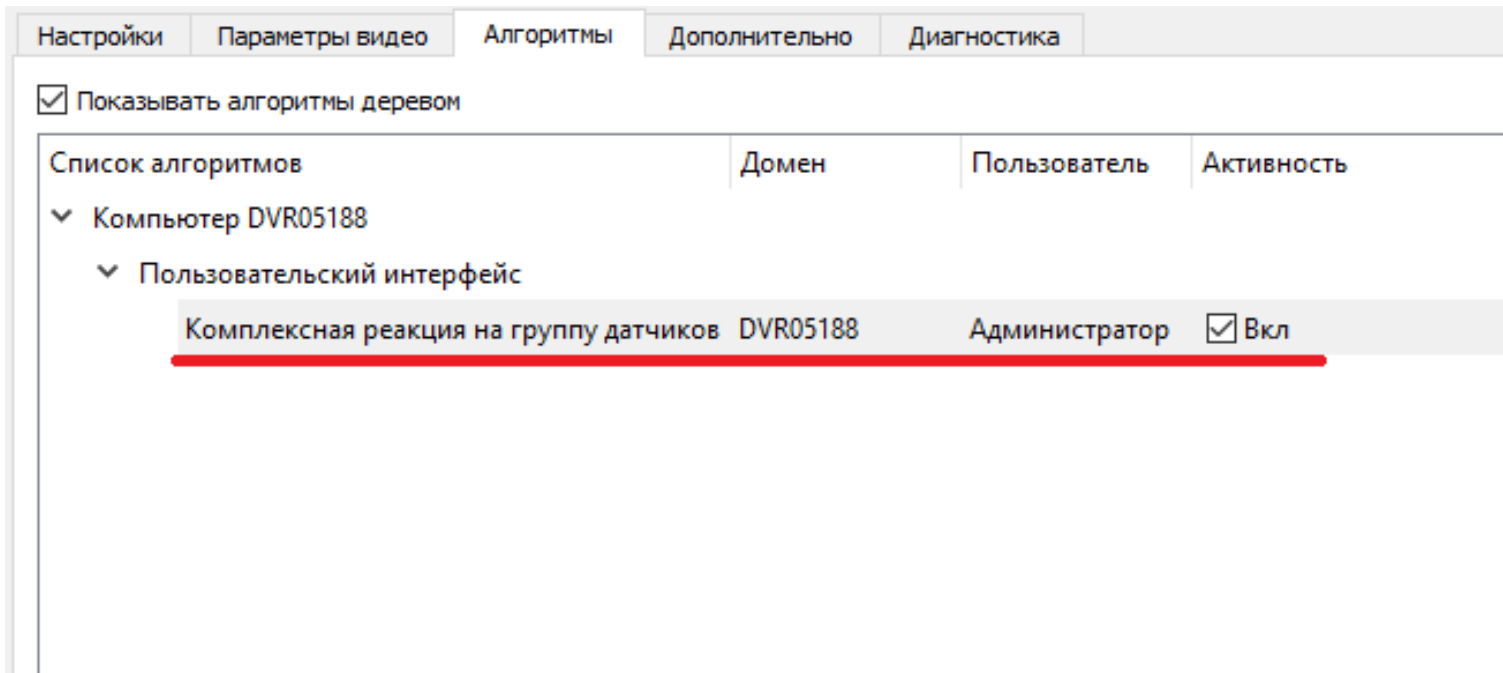 Настройки Параметры видео Алгоритмы Дополнительно Диагностика
Показывать алгоритмы деревом
Список алгоритмов Домен Пользователь Активность
Компьютер DVR05188
Пользовательский интерфейс
Комплексная реакция на группу датчиков DVR05188 Администратор Вкл